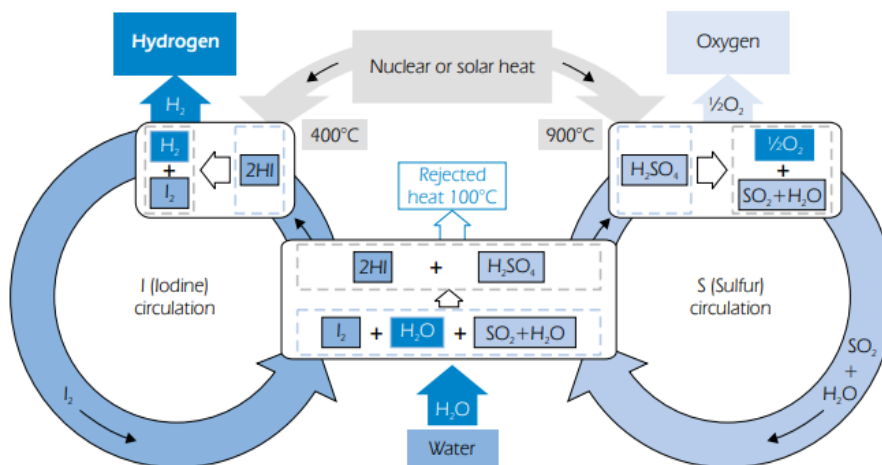 Hydrogen
Nuclear or solar heat
Oxygen
H₂
½O₂
400°C
900°C
H₂
+
I₂
2HI
H₂SO₄
½O₂
+
SO₂+H₂O
Rejected
heat 100°C
2HI + H₂SO₄
I₂ + H₂O + SO₂+H₂O
I (Iodine)
circulation
S (Sulfur)
circulation
I₂
SO₂
+
H₂O
H₂O
Water